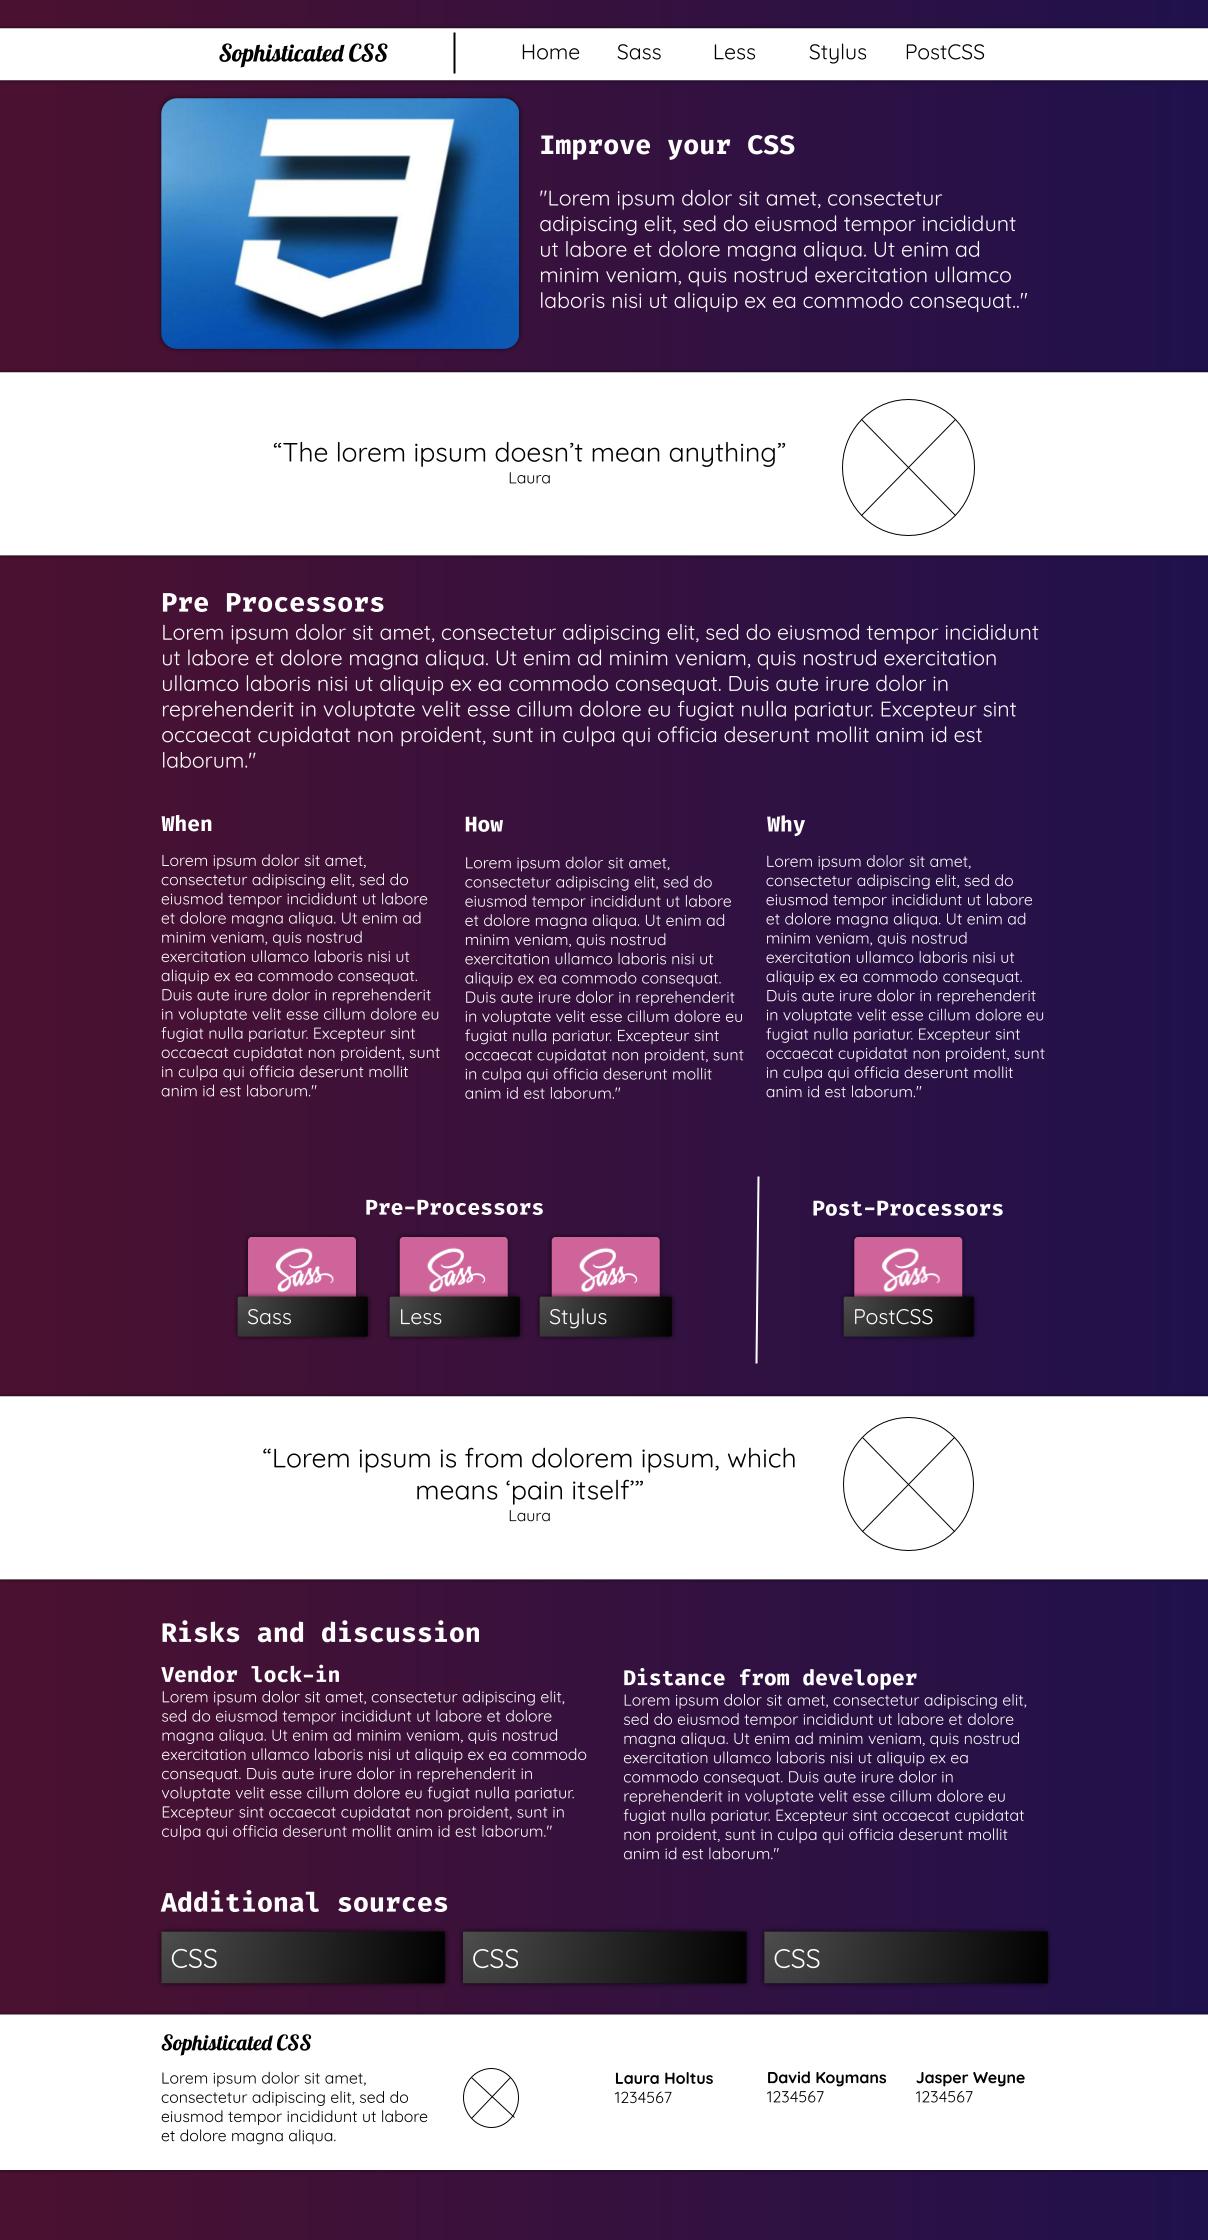 Sophisticated CSS
Home Sass Less Stylus PostCSS
Improve your CSS
"Lorem ipsum dolor sit amet, consectetur
adipiscing elit, sed do eiusmod tempor incididunt
ut labore et dolore magna aliqua. Ut enim ad
minim veniam, quis nostrud exercitation ullamco
laboris nisi ut aliquip ex ea commodo consequat.."
“The lorem ipsum doesn’t mean anything”
Laura
Pre Processors
Lorem ipsum dolor sit amet, consectetur adipiscing elit, sed do eiusmod tempor incididunt
ut labore et dolore magna aliqua. Ut enim ad minim veniam, quis nostrud exercitation
ullamco laboris nisi ut aliquip ex ea commodo consequat. Duis aute irure dolor in
reprehenderit in voluptate velit esse cillum dolore eu fugiat nulla pariatur. Excepteur sint
occaecat cupidatat non proident, sunt in culpa qui officia deserunt mollit anim id est
laborum."
When
Lorem ipsum dolor sit amet,
consectetur adipiscing elit, sed do
eiusmod tempor incididunt ut labore
et dolore magna aliqua. Ut enim ad
minim veniam, quis nostrud
exercitation ullamco laboris nisi ut
aliquip ex ea commodo consequat.
Duis aute irure dolor in reprehenderit
in voluptate velit esse cillum dolore eu
fugiat nulla pariatur. Excepteur sint
occaecat cupidatat non proident, sunt
in culpa qui officia deserunt mollit
anim id est laborum."
How
Lorem ipsum dolor sit amet,
consectetur adipiscing elit, sed do
eiusmod tempor incididunt ut labore
et dolore magna aliqua. Ut enim ad
minim veniam, quis nostrud
exercitation ullamco laboris nisi ut
aliquip ex ea commodo consequat.
Duis aute irure dolor in reprehenderit
in voluptate velit esse cillum dolore eu
fugiat nulla pariatur. Excepteur sint
occaecat cupidatat non proident, sunt
in culpa qui officia deserunt mollit
anim id est laborum."
Why
Lorem ipsum dolor sit amet,
consectetur adipiscing elit, sed do
eiusmod tempor incididunt ut labore
et dolore magna aliqua. Ut enim ad
minim veniam, quis nostrud
exercitation ullamco laboris nisi ut
aliquip ex ea commodo consequat.
Duis aute irure dolor in reprehenderit
in voluptate velit esse cillum dolore eu
fugiat nulla pariatur. Excepteur sint
occaecat cupidatat non proident, sunt
in culpa qui officia deserunt mollit
anim id est laborum."
Pre-Processors
Sass
Sass
Sass
Less
Sass
Stylus
Post-Processors
Sass
PostCSS
“Lorem ipsum is from dolorem ipsum, which
means ‘pain itself’”
Laura
Risks and discussion
Vendor lock-in
Lorem ipsum dolor sit amet, consectetur adipiscing elit,
sed do eiusmod tempor incididunt ut labore et dolore
magna aliqua. Ut enim ad minim veniam, quis nostrud
exercitation ullamco laboris nisi ut aliquip ex ea commodo
consequat. Duis aute irure dolor in reprehenderit in
voluptate velit esse cillum dolore eu fugiat nulla pariatur.
Excepteur sint occaecat cupidatat non proident, sunt in
culpa qui officia deserunt mollit anim id est laborum."
Distance from developer
Lorem ipsum dolor sit amet, consectetur adipiscing elit,
sed do eiusmod tempor incididunt ut labore et dolore
magna aliqua. Ut enim ad minim veniam, quis nostrud
exercitation ullamco laboris nisi ut aliquip ex ea
commodo consequat. Duis aute irure dolor in
reprehenderit in voluptate velit esse cillum dolore eu
fugiat nulla pariatur. Excepteur sint occaecat cupidatat
non proident, sunt in culpa qui officia deserunt mollit
anim id est laborum."
Additional sources
CSS
CSS
CSS
Sophisticated CSS
Lorem ipsum dolor sit amet,
consectetur adipiscing elit, sed do
eiusmod tempor incididunt ut labore
et dolore magna aliqua.
Laura Holtus
1234567
David Koymans
1234567
Jasper Weyne
1234567